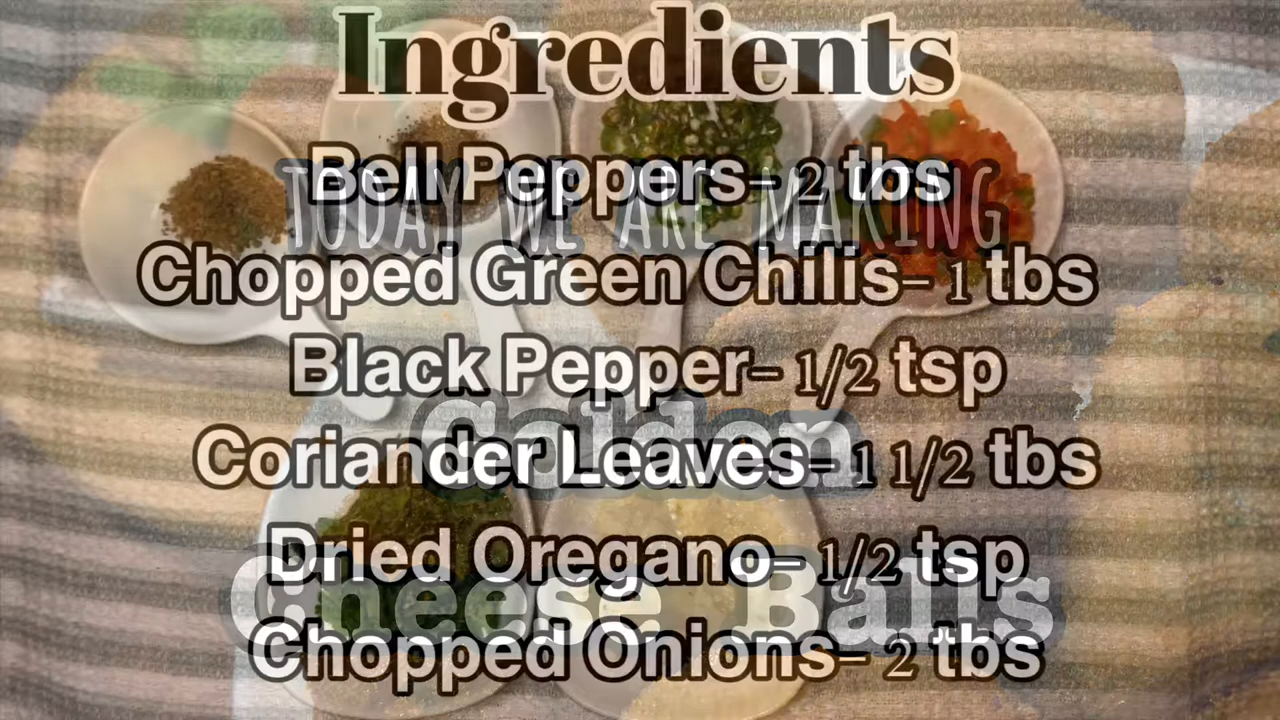 Ingredients
Bell Peppers- 2 tbs
TODAY WE ARE MAKING
Chopped Green Chilis- 1 tbs
Black Pepper- 1/2 tsp
Golden
Coriander Leaves- 1 1/2 tbs
Dried Oregano- 1/2 tsp
Cheese Balls
Chopped Onions- 2 tbs